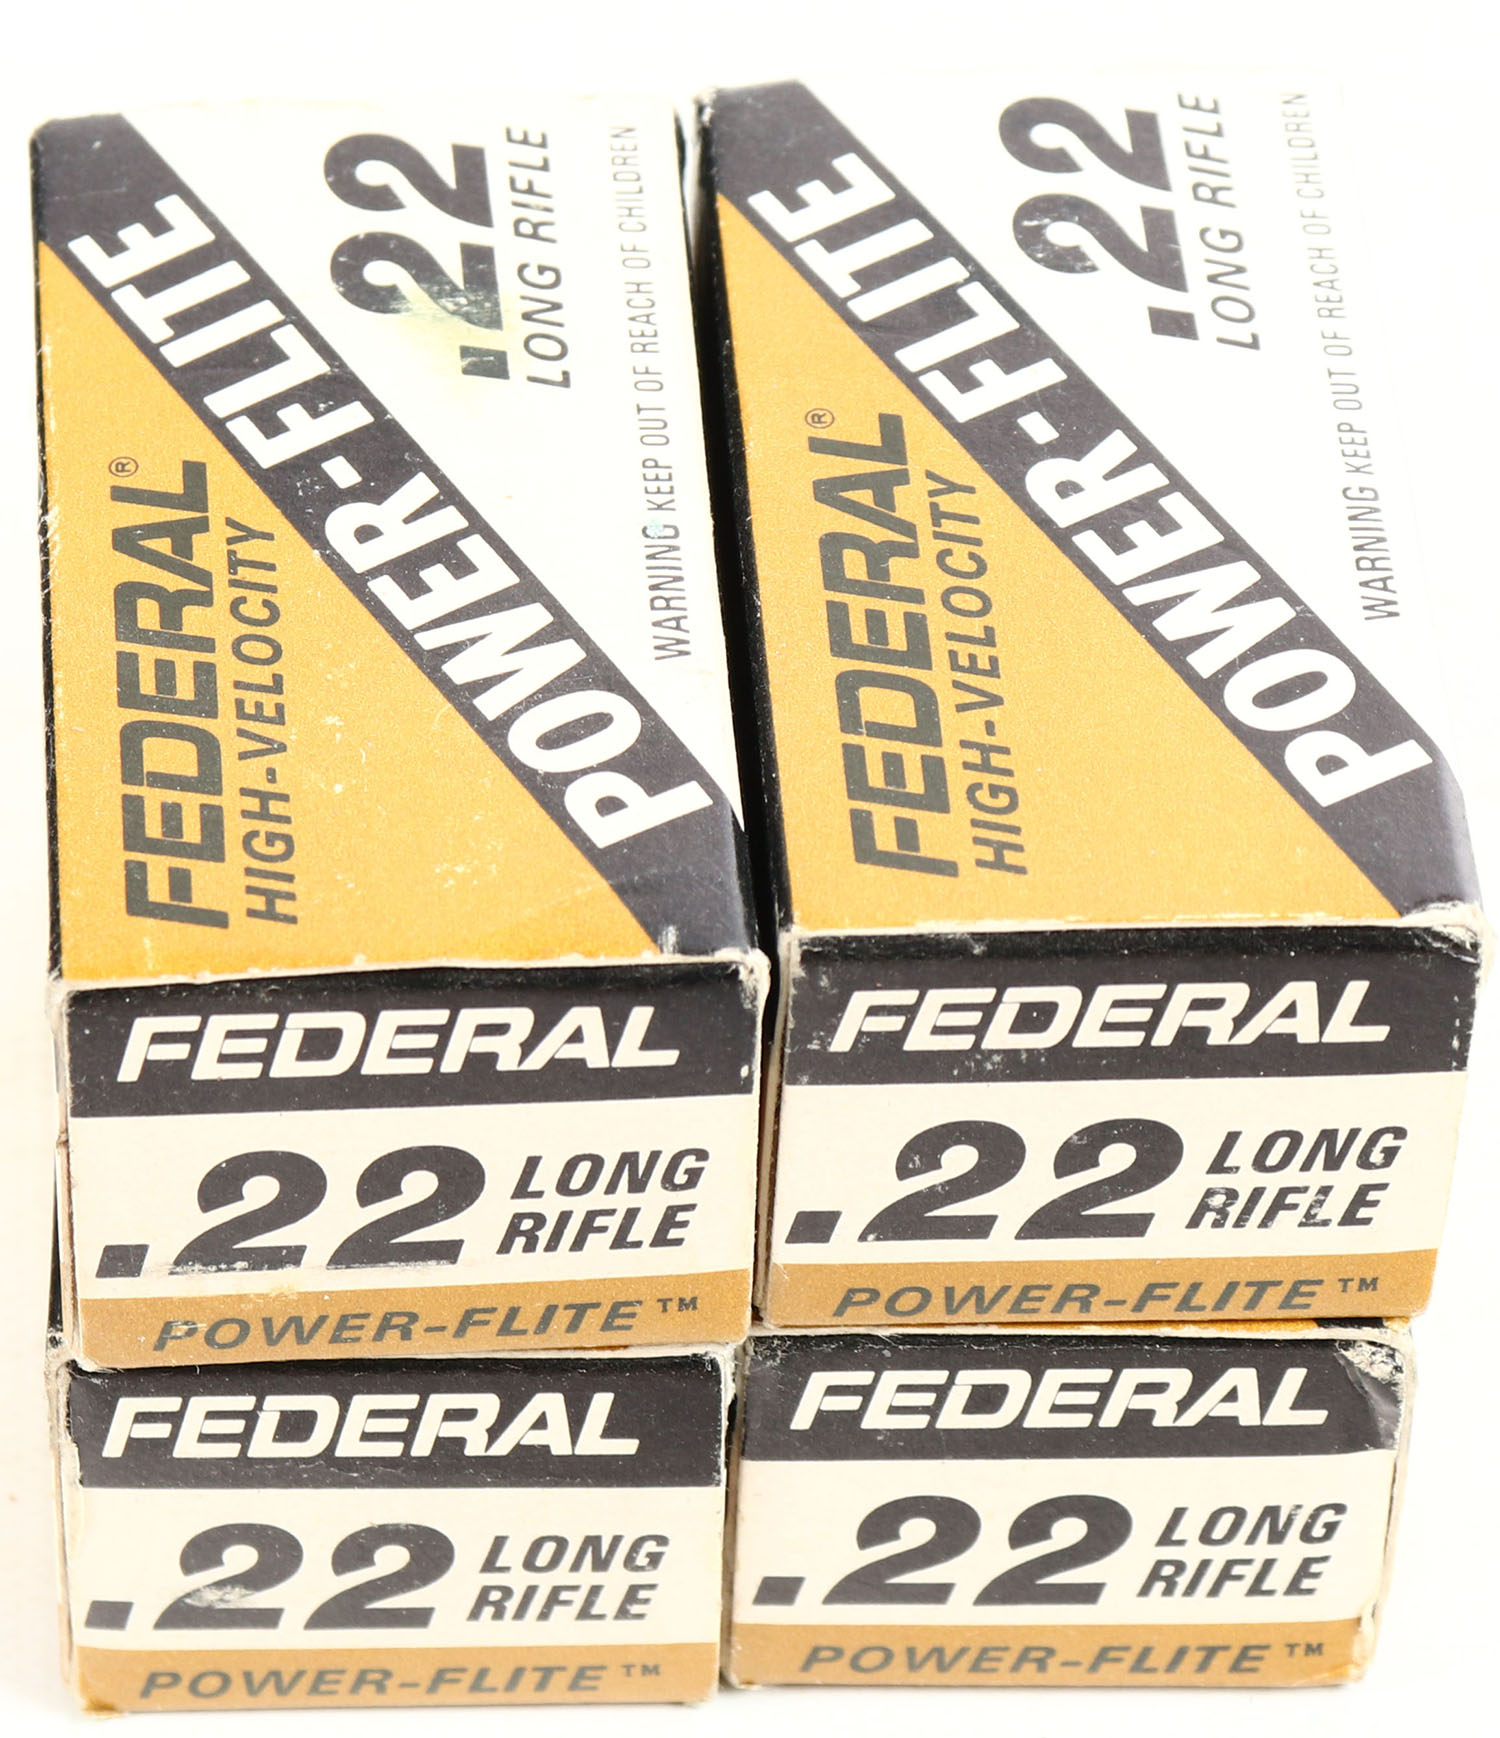 POWER-FLITE
.22
LONG RIFLE
WARNING KEEP OUT OF REACH OF CHILDREN
FEDERAL®
HIGH-VELOCITY
POWER-FLITE
.22
LONG RIFLE
WARNING KEEP OUT OF REACH OF CHILDREN
FEDERAL®
HIGH-VELOCITY
FEDERAL
.22 LONG
RIFLE
POWER-FLITE™
FEDERAL
.22 LONG
RIFLE
POWER-FLITE™
FEDERAL
.22 LONG
RIFLE
POWER-FLITE™
FEDERAL
.22 LONG
RIFLE
POWER-FLITE™